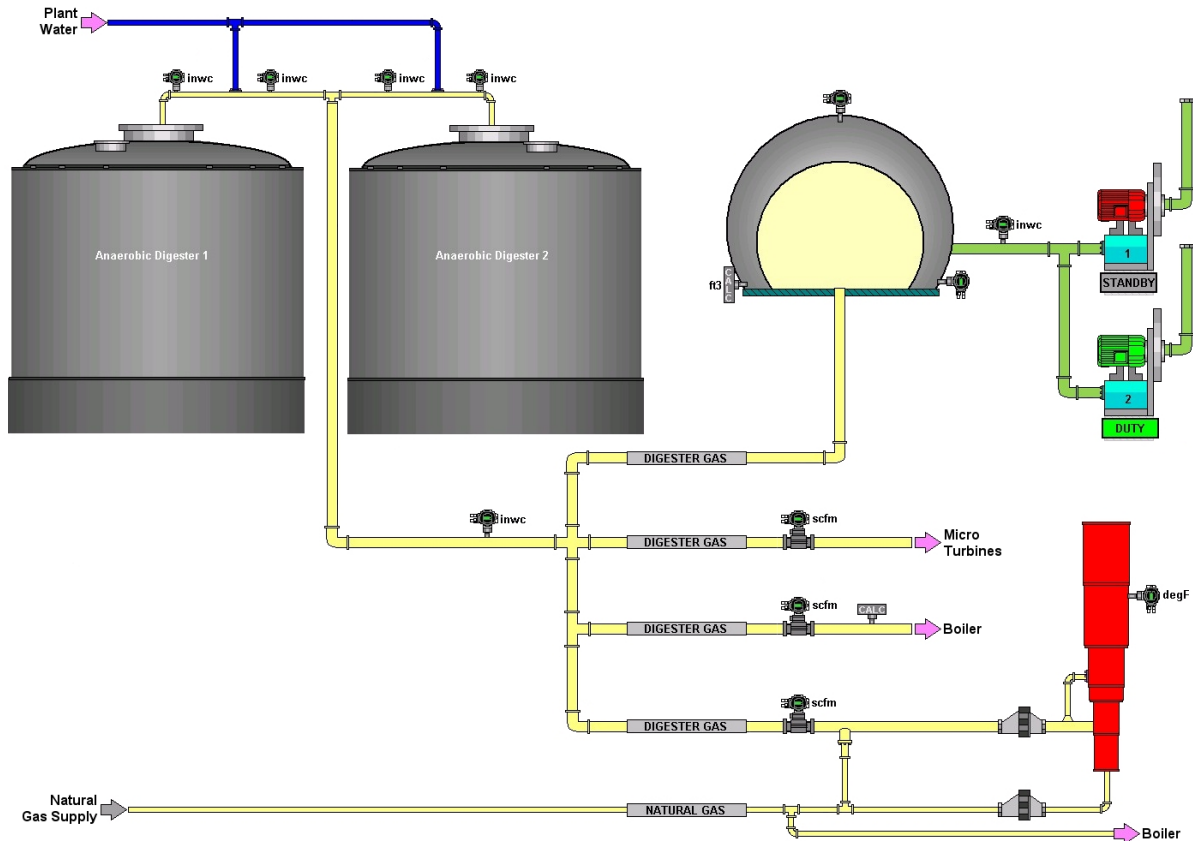 Plant
Water
inwc
inwc
inwc
inwc
Anaerobic Digester 1
Anaerobic Digester 2
inwc
1
STANDBY
ft3
CALC
2
DUTY
DIGESTER GAS
inwc
scfm
DIGESTER GAS
Micro
Turbines
scfm
CALC
DIGESTER GAS
Boiler
degF
scfm
DIGESTER GAS
Natural
Gas Supply
NATURAL GAS
Boiler